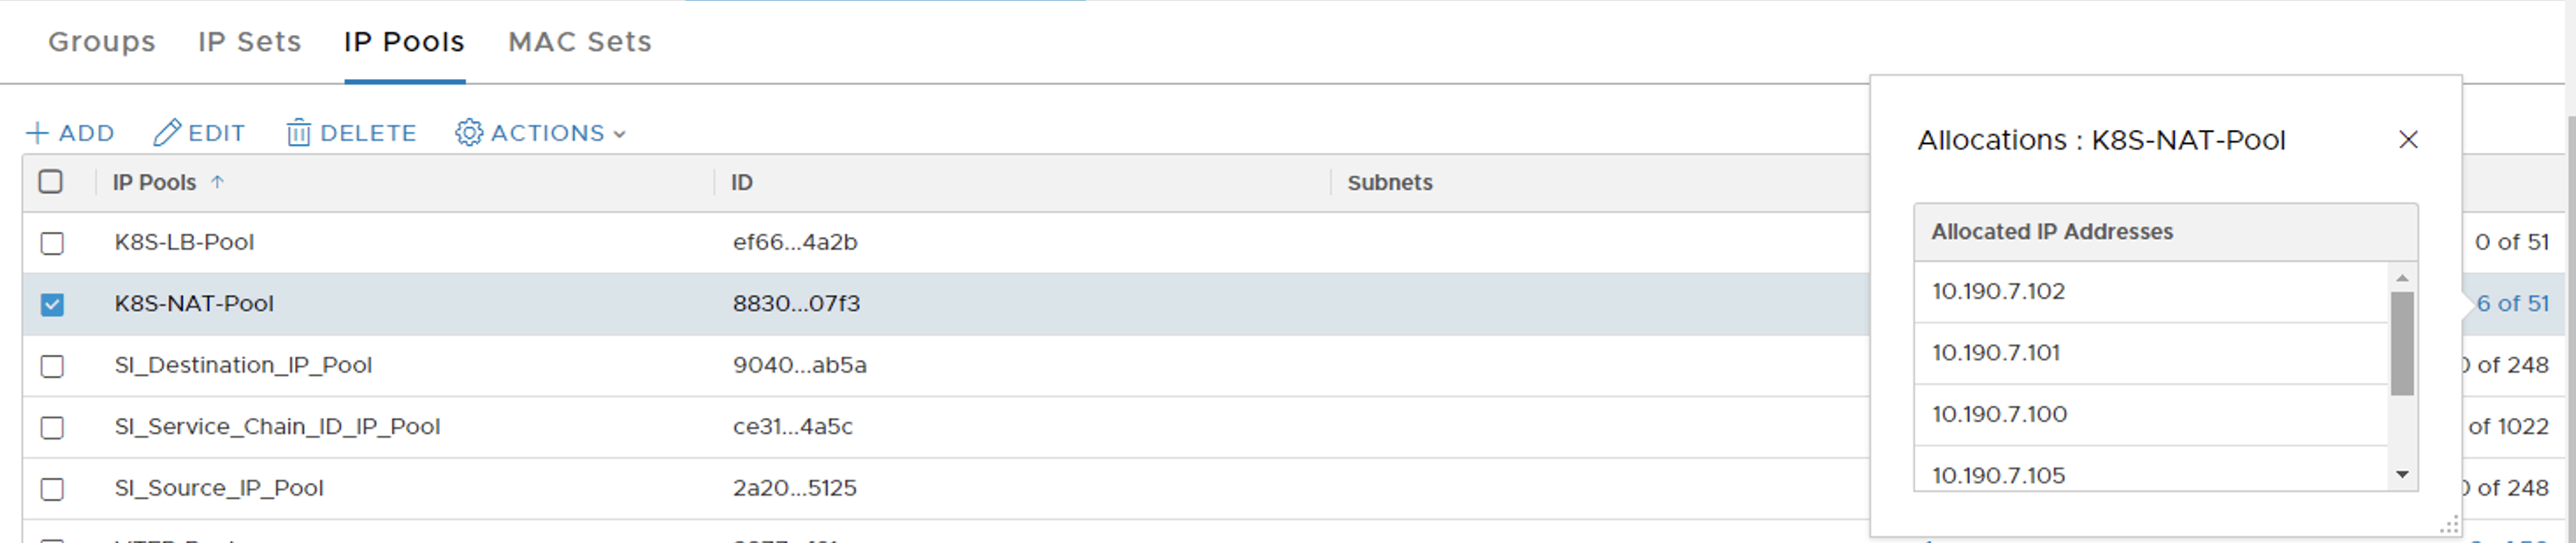 Groups IP Sets IP Pools MAC Sets
+ ADD EDIT DELETE ACTIONS
IP Pools ↑ ID Subnets
K8S-LB-Pool ef66...4a2b 0 of 51
K8S-NAT-Pool 8830...07f3 6 of 51
SI_Destination_IP_Pool 9040...ab5a of 248
SI_Service_Chain_ID_IP_Pool ce31...4a5c of 1022
SI_Source_IP_Pool 2a20...5125 of 248
Allocations : K8S-NAT-Pool
Allocated IP Addresses
10.190.7.102
10.190.7.101
10.190.7.100
10.190.7.105